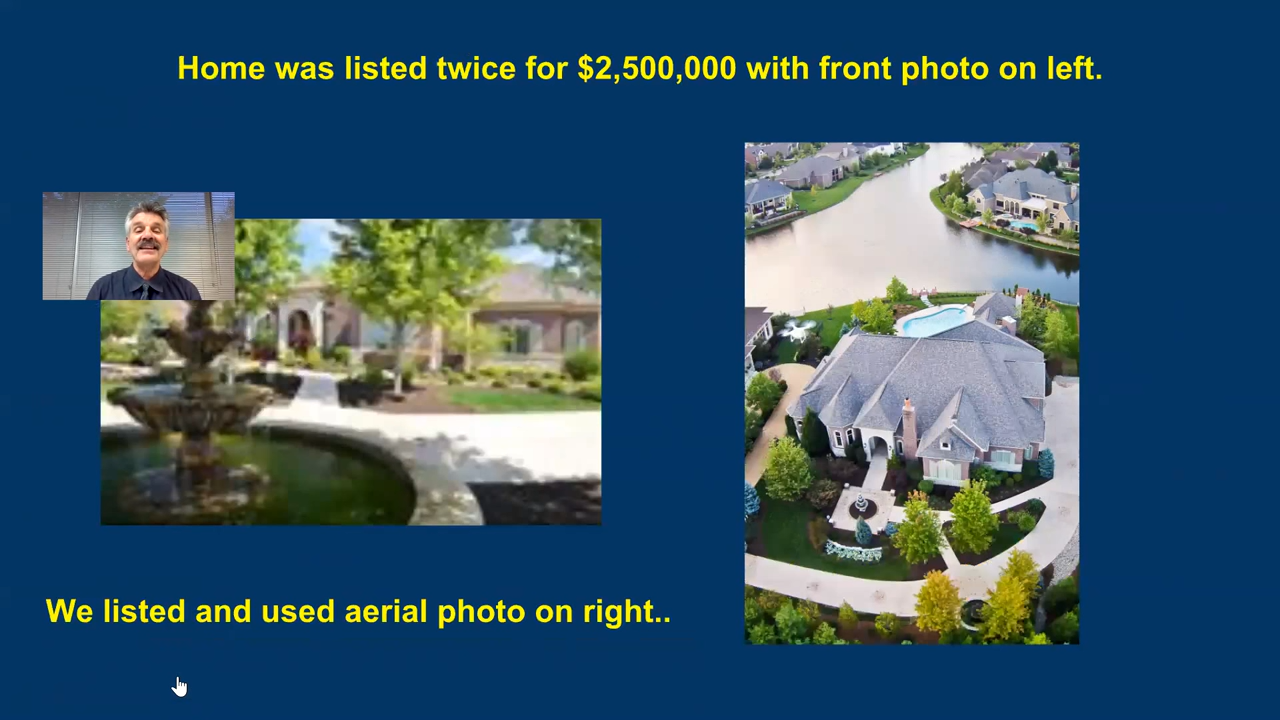 Home was listed twice for $2,500,000 with front photo on left.
We listed and used aerial photo on right..